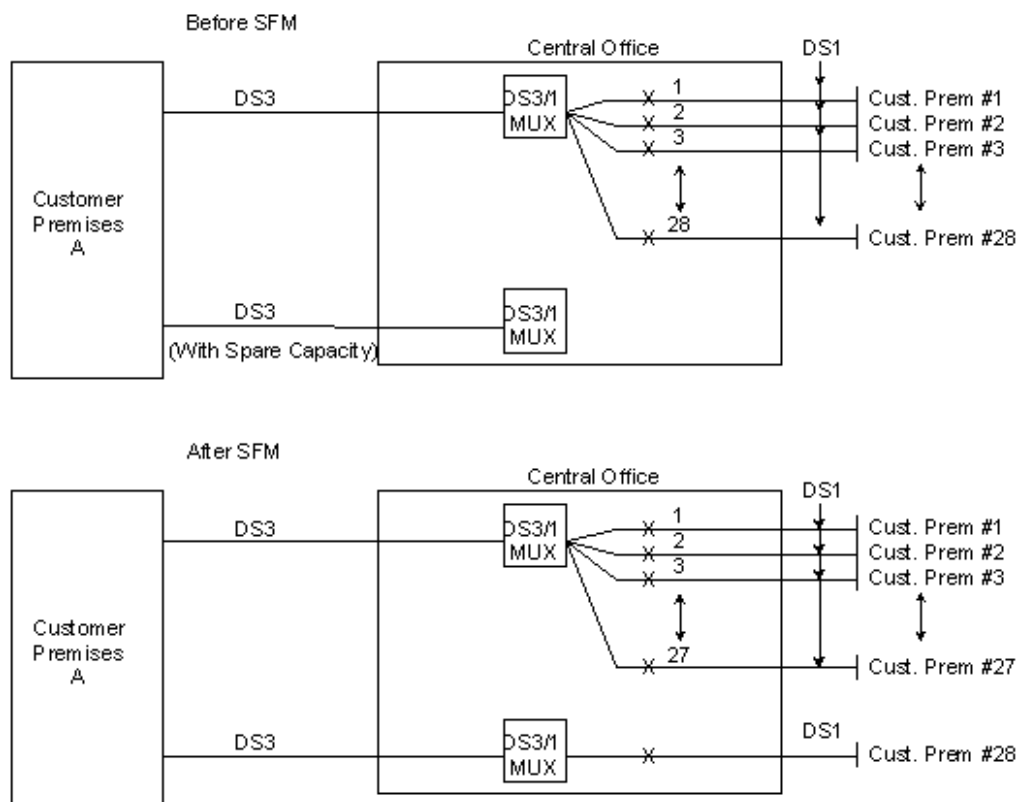 Before SFM
Central Office
DS1
DS3
DS3/1
MUX
1
2
3
28
Cust. Prem #1
Cust. Prem #2
Cust. Prem #3
Cust. Prem #28
Customer
Premises
A
DS3
(With Spare Capacity)
DS3/1
MUX
After SFM
Central Office
DS1
DS3
DS3/1
MUX
1
2
3
27
Cust. Prem #1
Cust. Prem #2
Cust. Prem #3
Cust. Prem #27
Customer
Premises
A
DS3
DS3/1
MUX
DS1
Cust. Prem #28